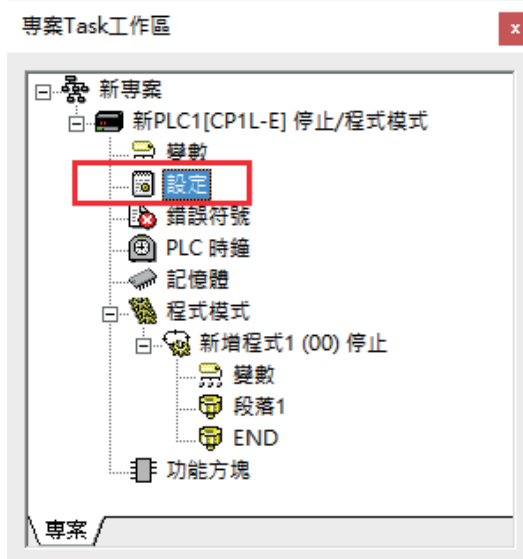 專案Task工作區
x
新專案
新PLC1[CP1L-E] 停止/程式模式
變數
設定
錯誤符號
PLC 時鐘
記憶體
程式模式
新增程式1 (00) 停止
變數
段落1
END
功能方塊
專案